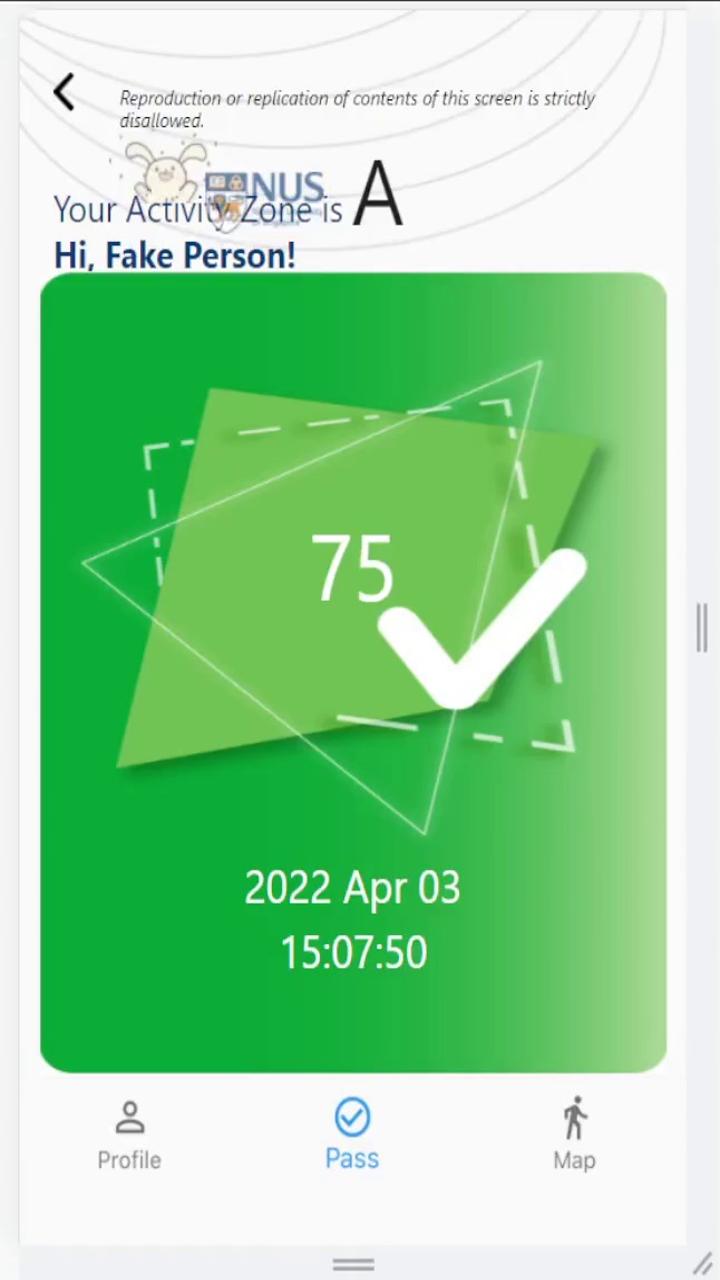 Reproduction or replication of contents of this screen is strictly
disallowed.
NUS
Your Activity Zone is A
Hi, Fake Person!
75
2022 Apr 03
15:07:50
Profile
Pass
Map